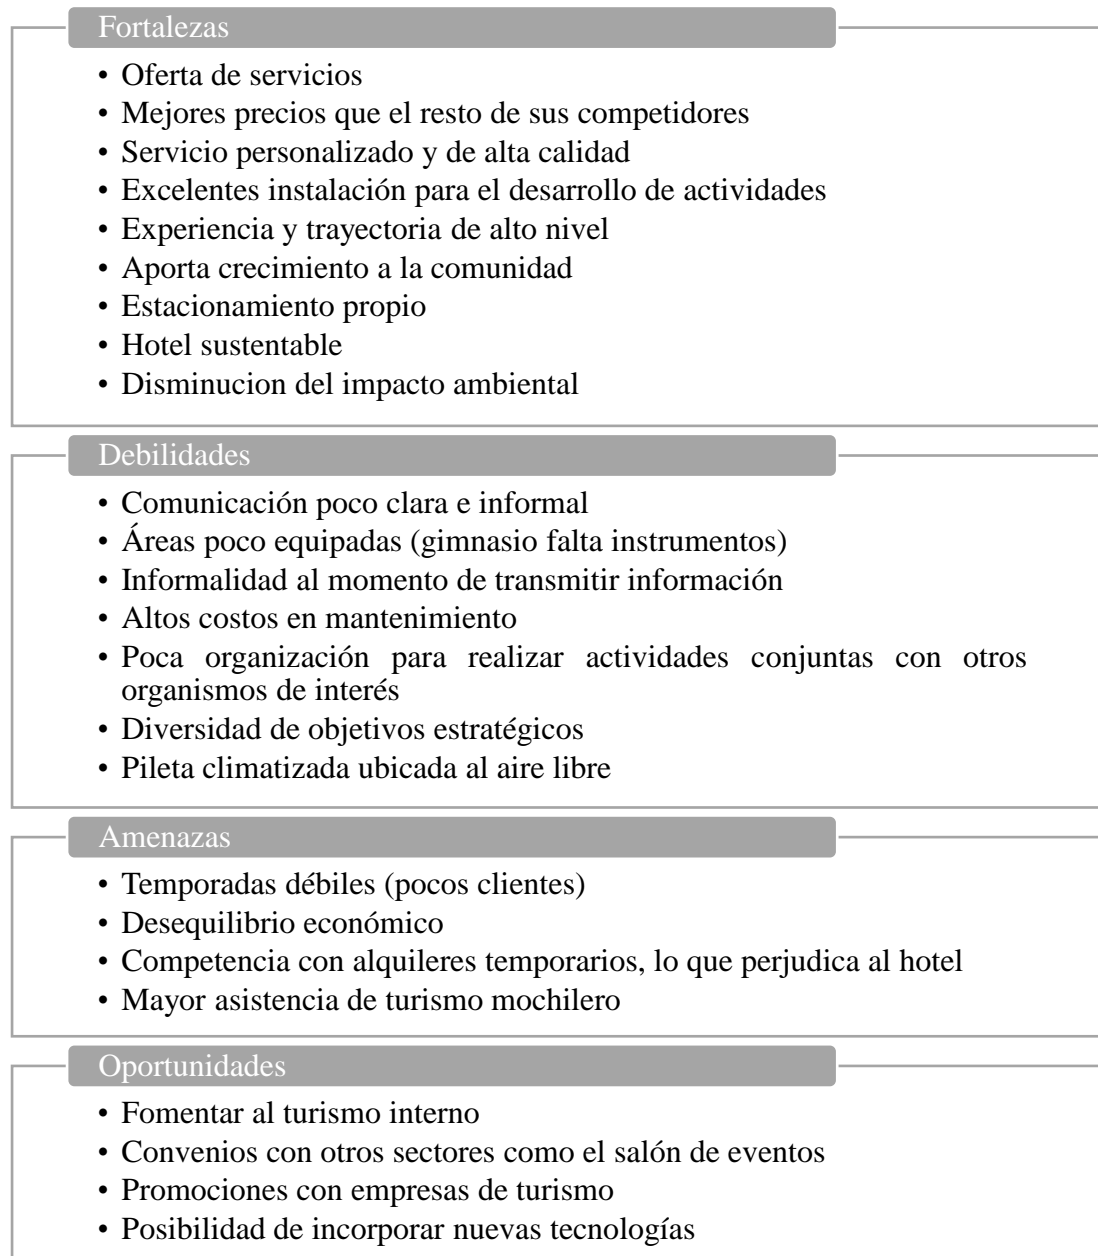 Fortalezas
• Oferta de servicios
• Mejores precios que el resto de sus competidores
• Servicio personalizado y de alta calidad
• Excelentes instalación para el desarrollo de actividades
• Experiencia y trayectoria de alto nivel
• Aporta crecimiento a la comunidad
• Estacionamiento propio
• Hotel sustentable
• Disminucion del impacto ambiental
Debilidades
• Comunicación poco clara e informal
• Áreas poco equipadas (gimnasio falta instrumentos)
• Informalidad al momento de transmitir información
• Altos costos en mantenimiento
• Poca organización para realizar actividades conjuntas con otros
organismos de interés
• Diversidad de objetivos estratégicos
• Pileta climatizada ubicada al aire libre
Amenazas
• Temporadas débiles (pocos clientes)
• Desequilibrio económico
• Competencia con alquileres temporarios, lo que perjudica al hotel
• Mayor asistencia de turismo mochilero
Oportunidades
• Fomentar al turismo interno
• Convenios con otros sectores como el salón de eventos
• Promociones con empresas de turismo
• Posibilidad de incorporar nuevas tecnologías